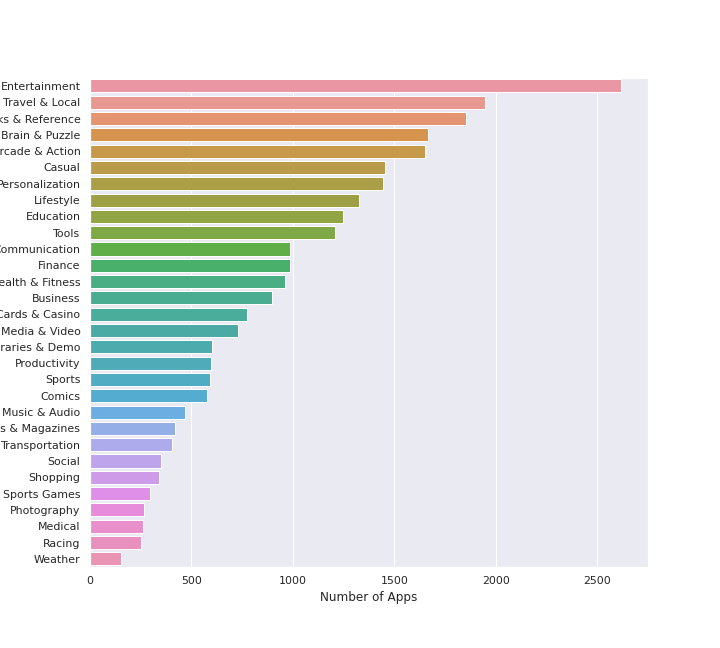 Entertainment
Travel & Local
ks & Reference
Brain & Puzzle
rcade & Action
Casual
Personalization
Lifestyle
Education
Tools
Communication
Finance
ealth & Fitness
Business
Cards & Casino
Media & Video
raries & Demo
Productivity
Sports
Comics
Music & Audio
s & Magazines
Transportation
Social
Shopping
Sports Games
Photography
Medical
Racing
Weather
0 500 1000 1500 2000 2500
Number of Apps